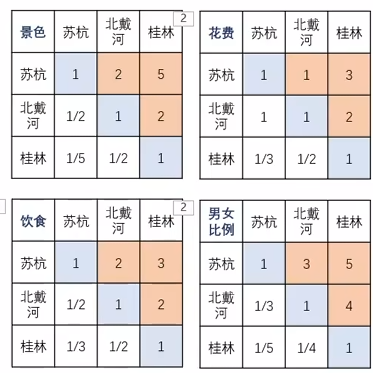 景色 苏杭 北戴河 桂林
苏杭 1 2 5
北戴河 1/2 1 2
桂林 1/5 1/2 1
2
花费 苏杭 北戴河 桂林
苏杭 1 1 3
北戴河 1 1 2
桂林 1/3 1/2 1
饮食 苏杭 北戴河 桂林
苏杭 1 2 3
北戴河 1/2 1 2
桂林 1/3 1/2 1
2
男女比例 苏杭 北戴河 桂林
苏杭 1 3 5
北戴河 1/3 1 4
桂林 1/5 1/4 1